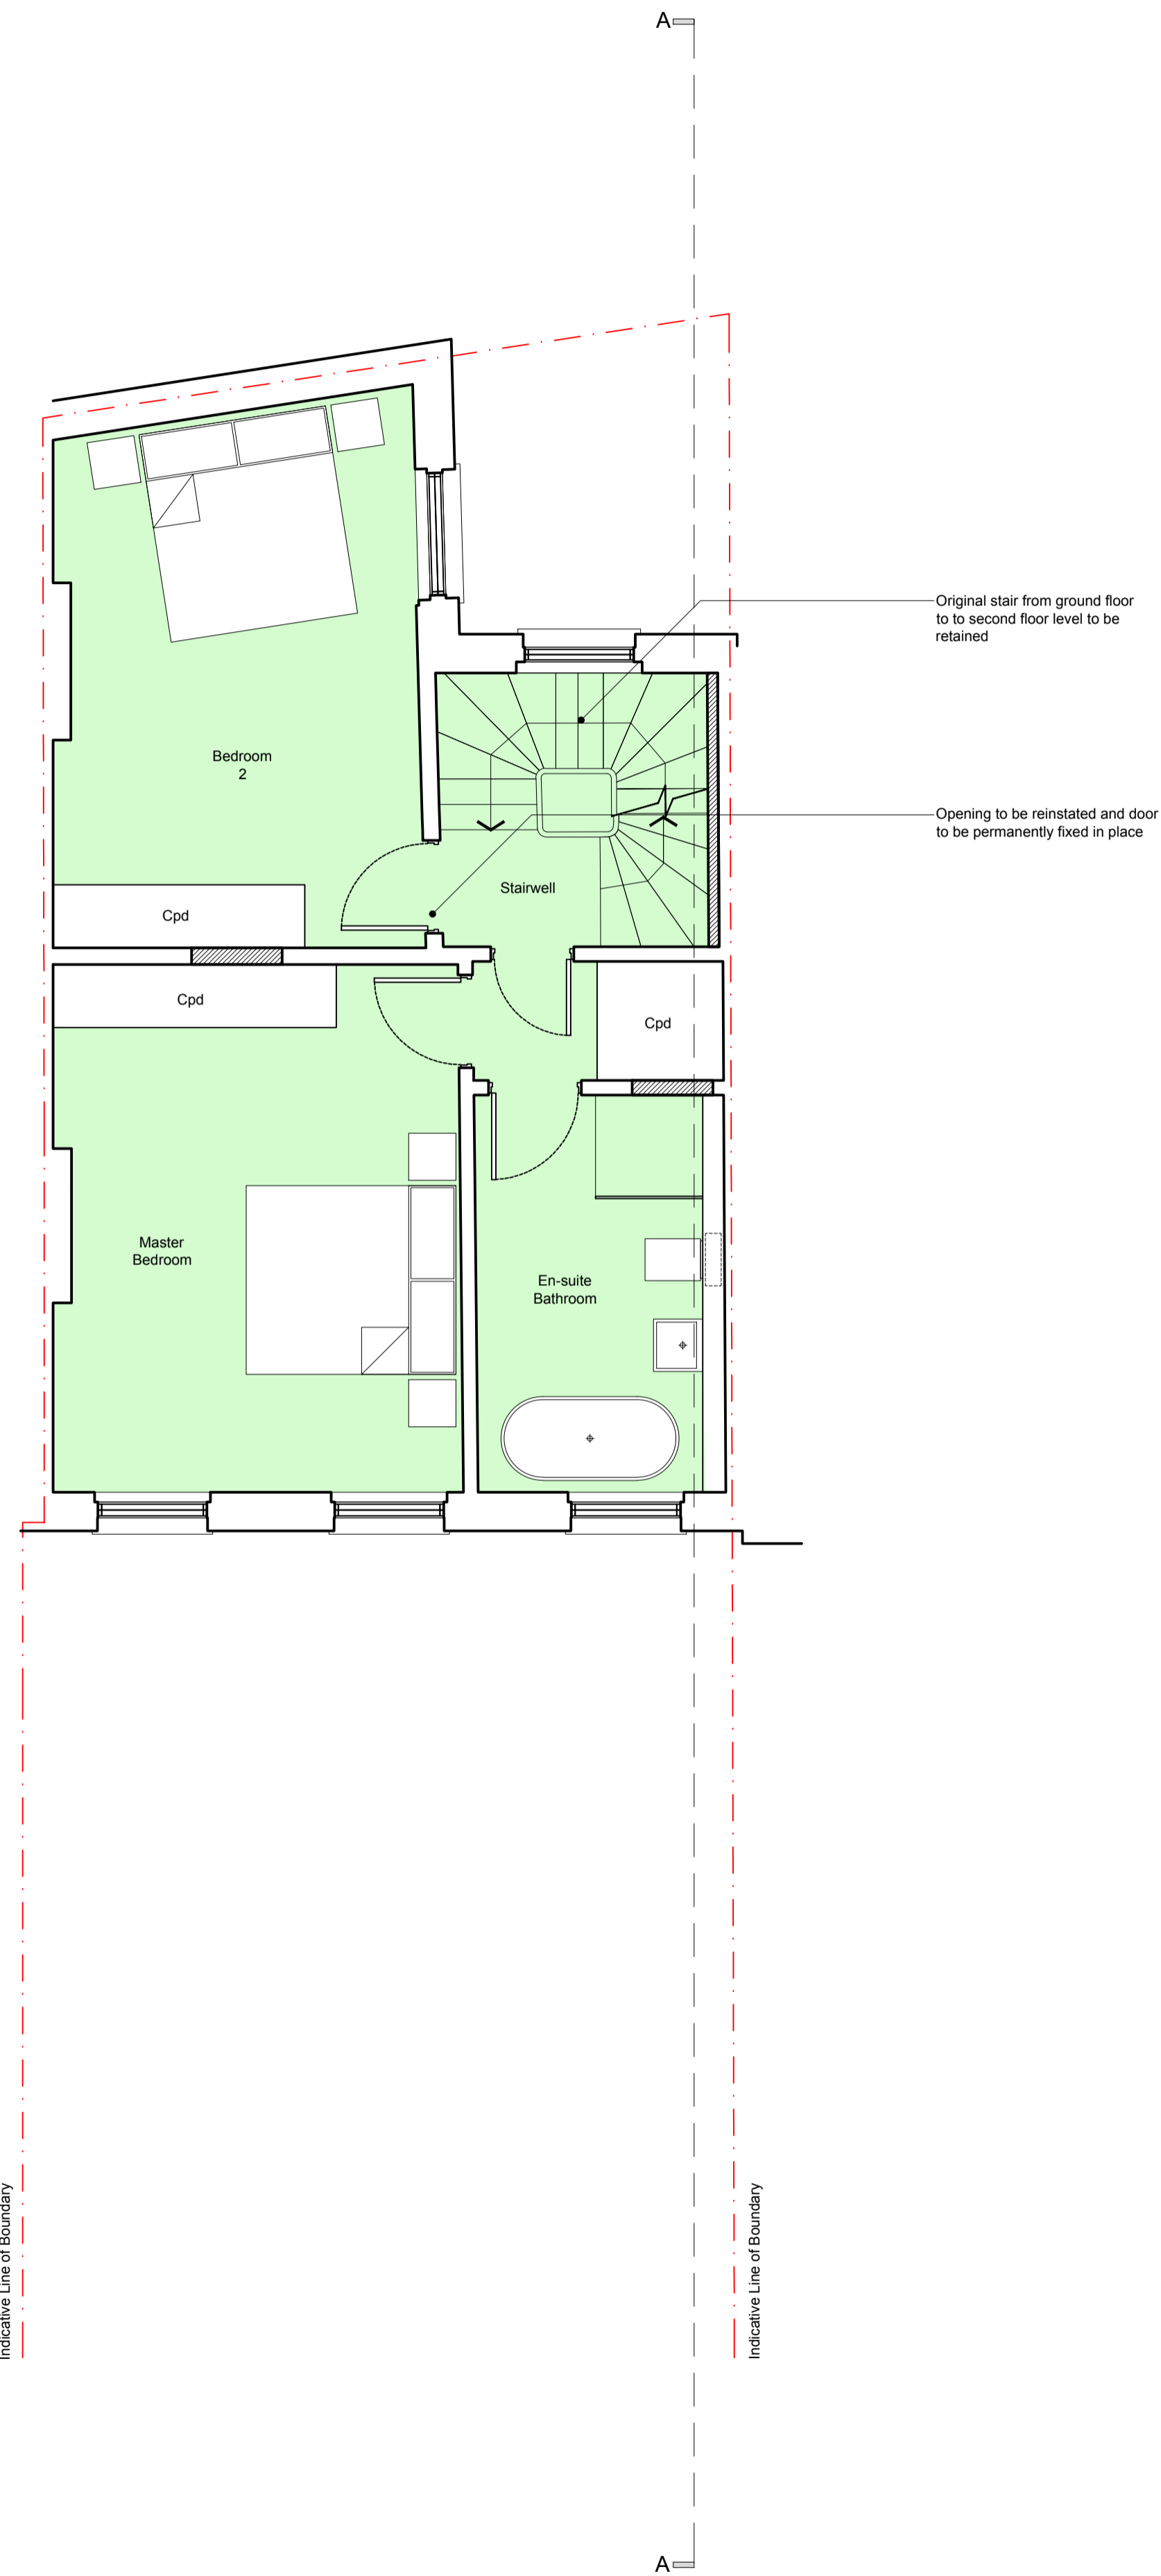 A
Original stair from ground floor
to to second floor level to be
retained
Bedroom
2
Opening to be reinstated and door
to be permanently fixed in place
Stairwell
Cpd
Cpd
Cpd
Master
Bedroom
En-suite
Bathroom
Indicative Line of Boundary
Indicative Line of Boundary
A